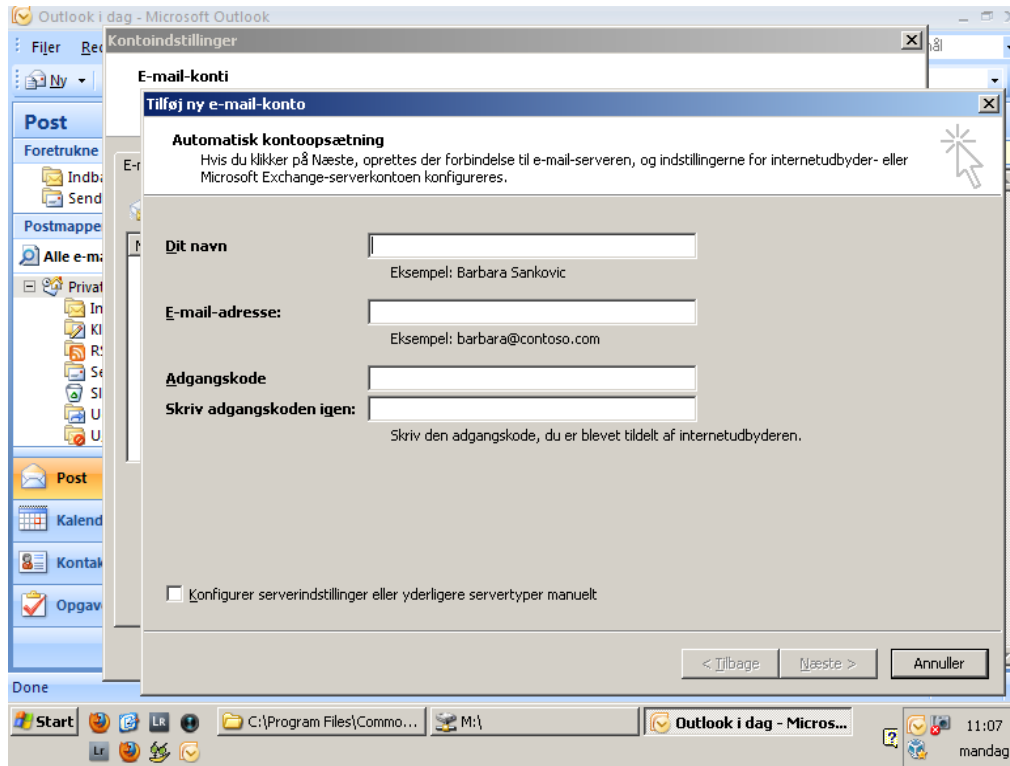 Outlook i dag - Microsoft Outlook
Filer
Kontoindstillinger
Ny
E-mail-konti
Tilføj ny e-mail-konto
Post
Automatisk kontoopsætning
Hvis du klikker på Næste, oprettes der forbindelse til e-mail-serveren, og indstillingerne for internetudbyder- eller
Microsoft Exchange-serverkontoen konfigureres.
Foretrukne
Send
Postmappe
Alle e-ma
Privat
Dit navn
Eksempel: Barbara Sankovic
E-mail-adresse:
Eksempel: barbara@contoso.com
Adgangskode
Skriv adgangskoden igen:
Skriv den adgangskode, du er blevet tildelt af internetudbyderen.
Post
Kalend
Kontak
Opgav
Konfigurer serverindstillinger eller yderligere servertyper manuelt
< Tilbage
Næste >
Annuller
Done
Start
LR
C:\Program Files\Commo...
M:\
Outlook i dag - Micros...
11:07
Lr
mandag